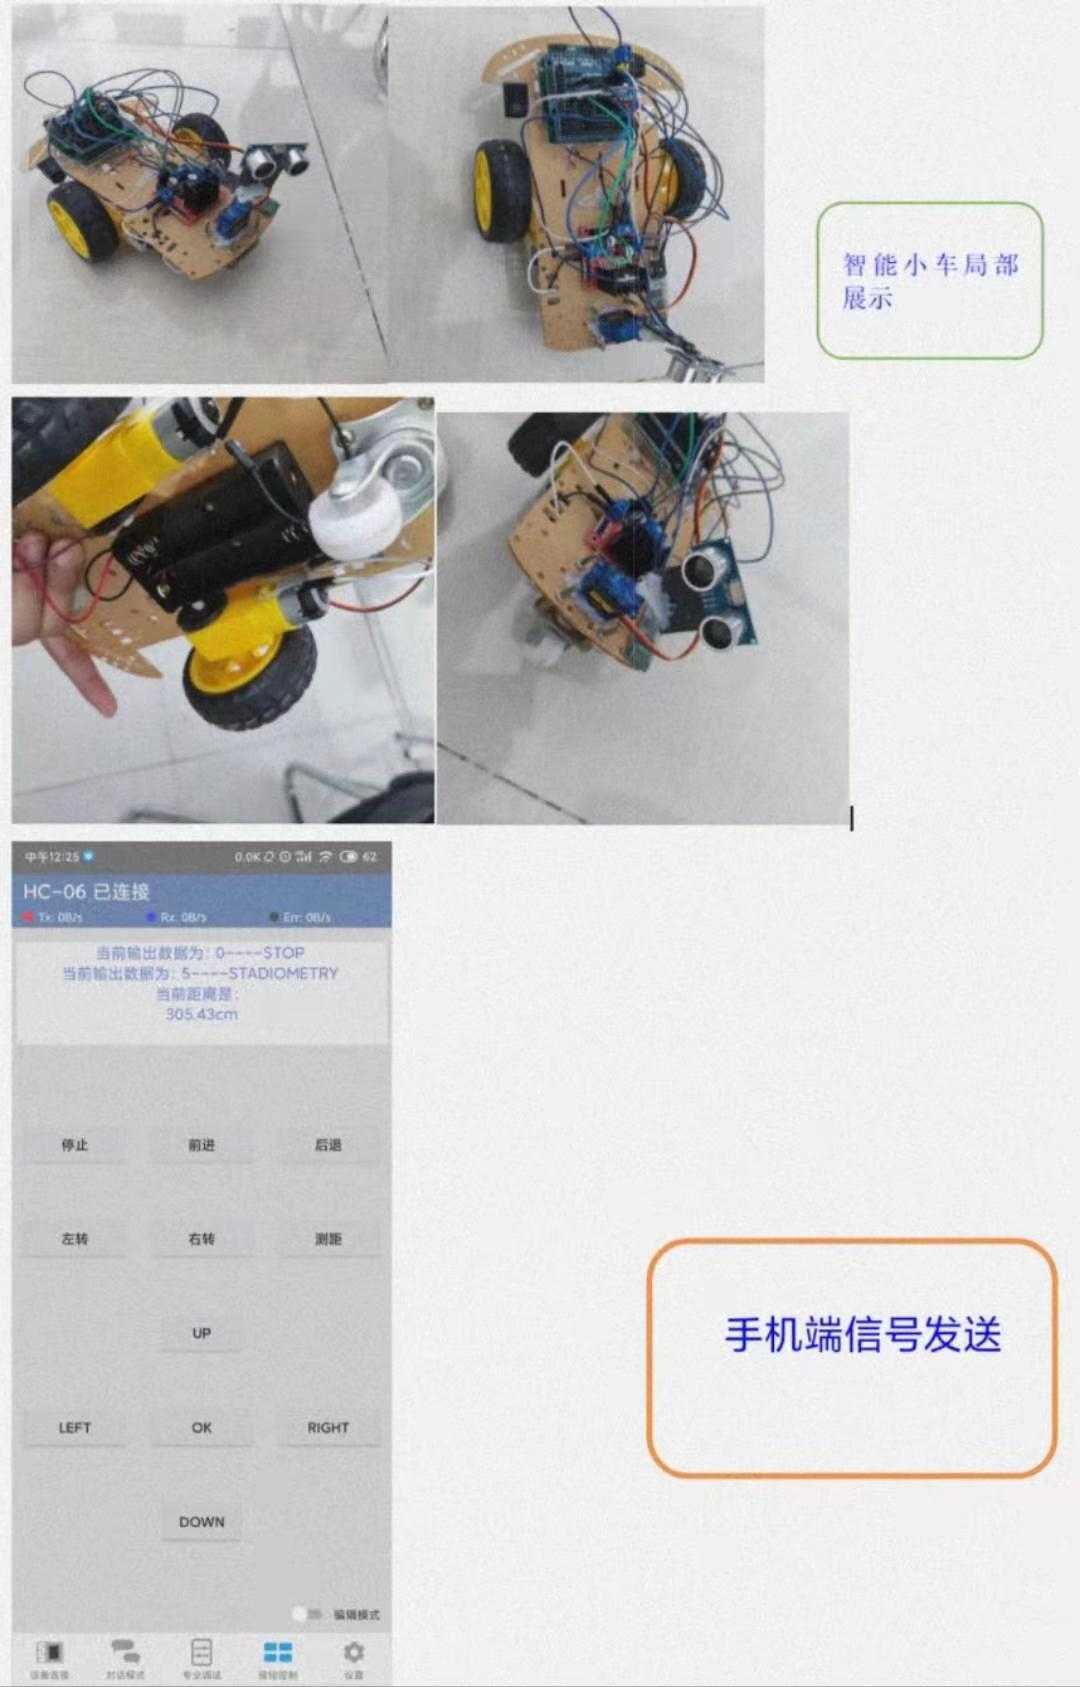 智能小车局部
展示
中午12:25
0.0K
62
HC-06 已连接
Tx: 0B/s
Rx: 0B/s
Err: 0B/s
当前输出数据为: 0----STOP
当前输出数据为: 5----STADIOMETRY
当前距离是:
305.43cm
停止
前进
后退
左转
右转
测距
UP
LEFT
OK
RIGHT
DOWN
手机端信号发送
编辑模式
设备连接
对话模式
专业调试
按钮控制
设置